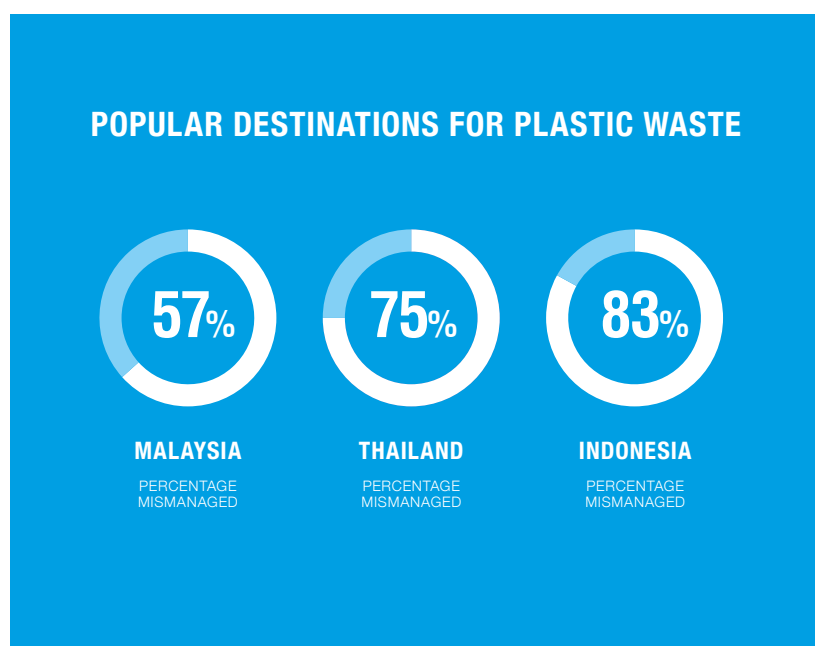 POPULAR DESTINATIONS FOR PLASTIC WASTE
57%
75%
83%
MALAYSIA
THAILAND
INDONESIA
PERCENTAGE
MISMANAGED
PERCENTAGE
MISMANAGED
PERCENTAGE
MISMANAGED